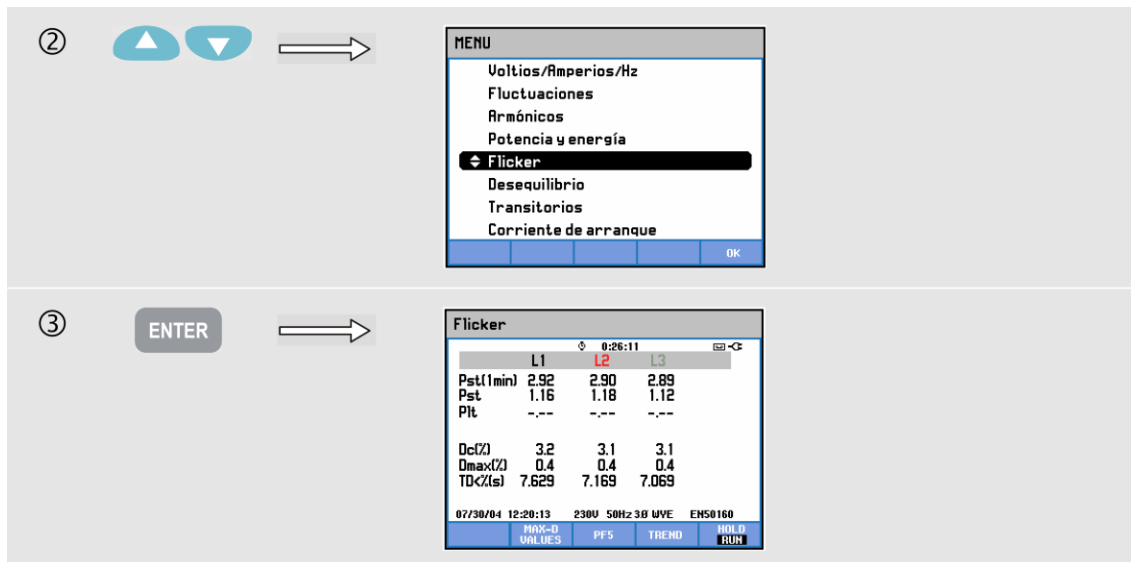 ②
MENU
Voltios/Amperios/Hz
Fluctuaciones
Armónicos
Potencia y energía
Flicker
Desequilibrio
Transitorios
Corriente de arranque
OK
③
ENTER
Flicker
0:26:11
L1 L2 L3
Pst(1min) 2.92 2.90 2.89
Pst 1.16 1.18 1.12
Plt -.-- -.-- -.--
Dc(%) 3.2 3.1 3.1
Dmax(%) 0.4 0.4 0.4
TD<%(s) 7.629 7.169 7.069
07/30/04 12:20:13 230V 50Hz 3Ø WYE EN50160
MAX-D VALUES PF5 TREND HOLD RUN